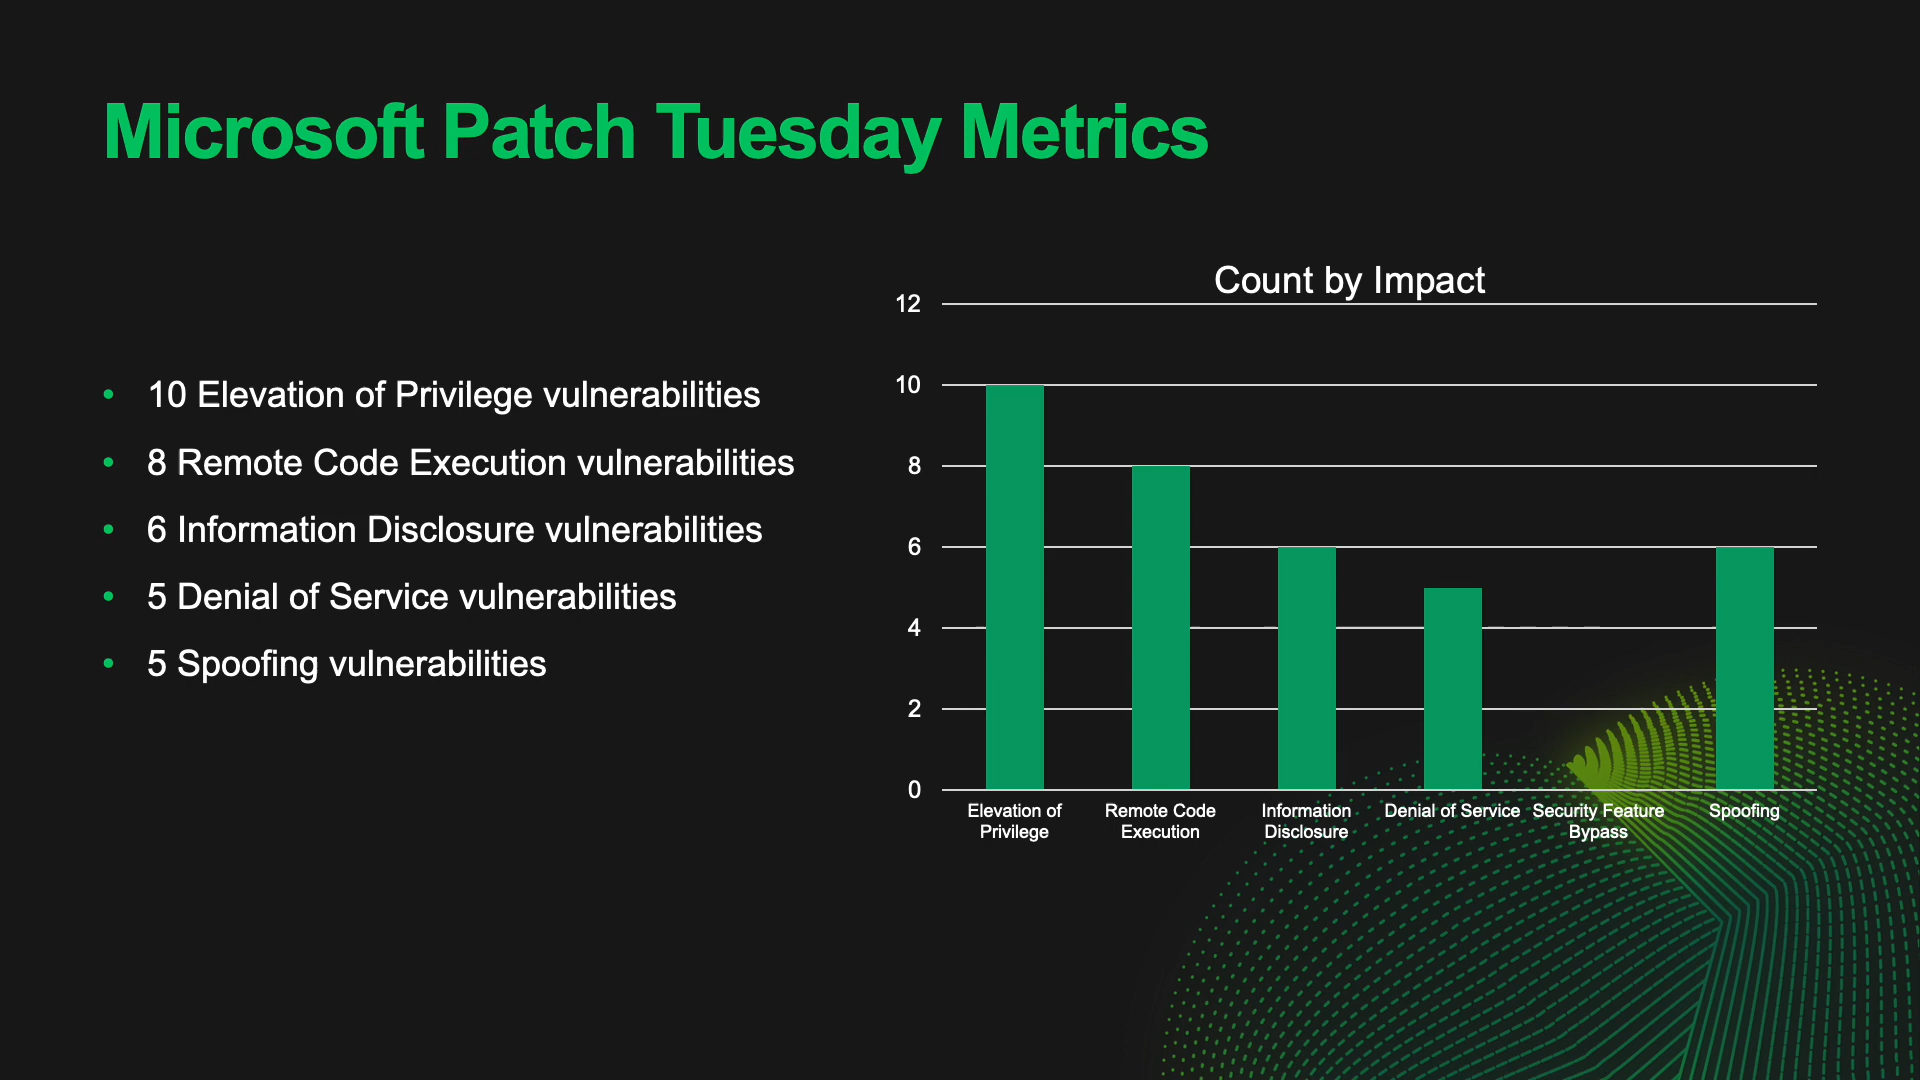 Microsoft Patch Tuesday Metrics
• 10 Elevation of Privilege vulnerabilities
• 8 Remote Code Execution vulnerabilities
• 6 Information Disclosure vulnerabilities
• 5 Denial of Service vulnerabilities
• 5 Spoofing vulnerabilities
Count by Impact
12
10
8
6
4
2
0
Elevation of
Privilege
Remote Code
Execution
Information
Disclosure
Denial of Service
Security Feature
Bypass
Spoofing